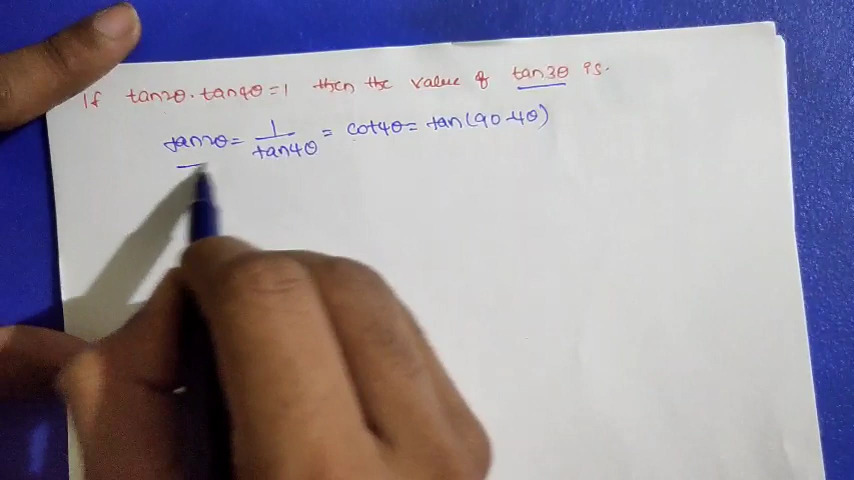 If tan2θ.tan4θ=1 then the value of tan3θ is.
tan2θ = 1/tan4θ = cot4θ = tan(90-4θ)